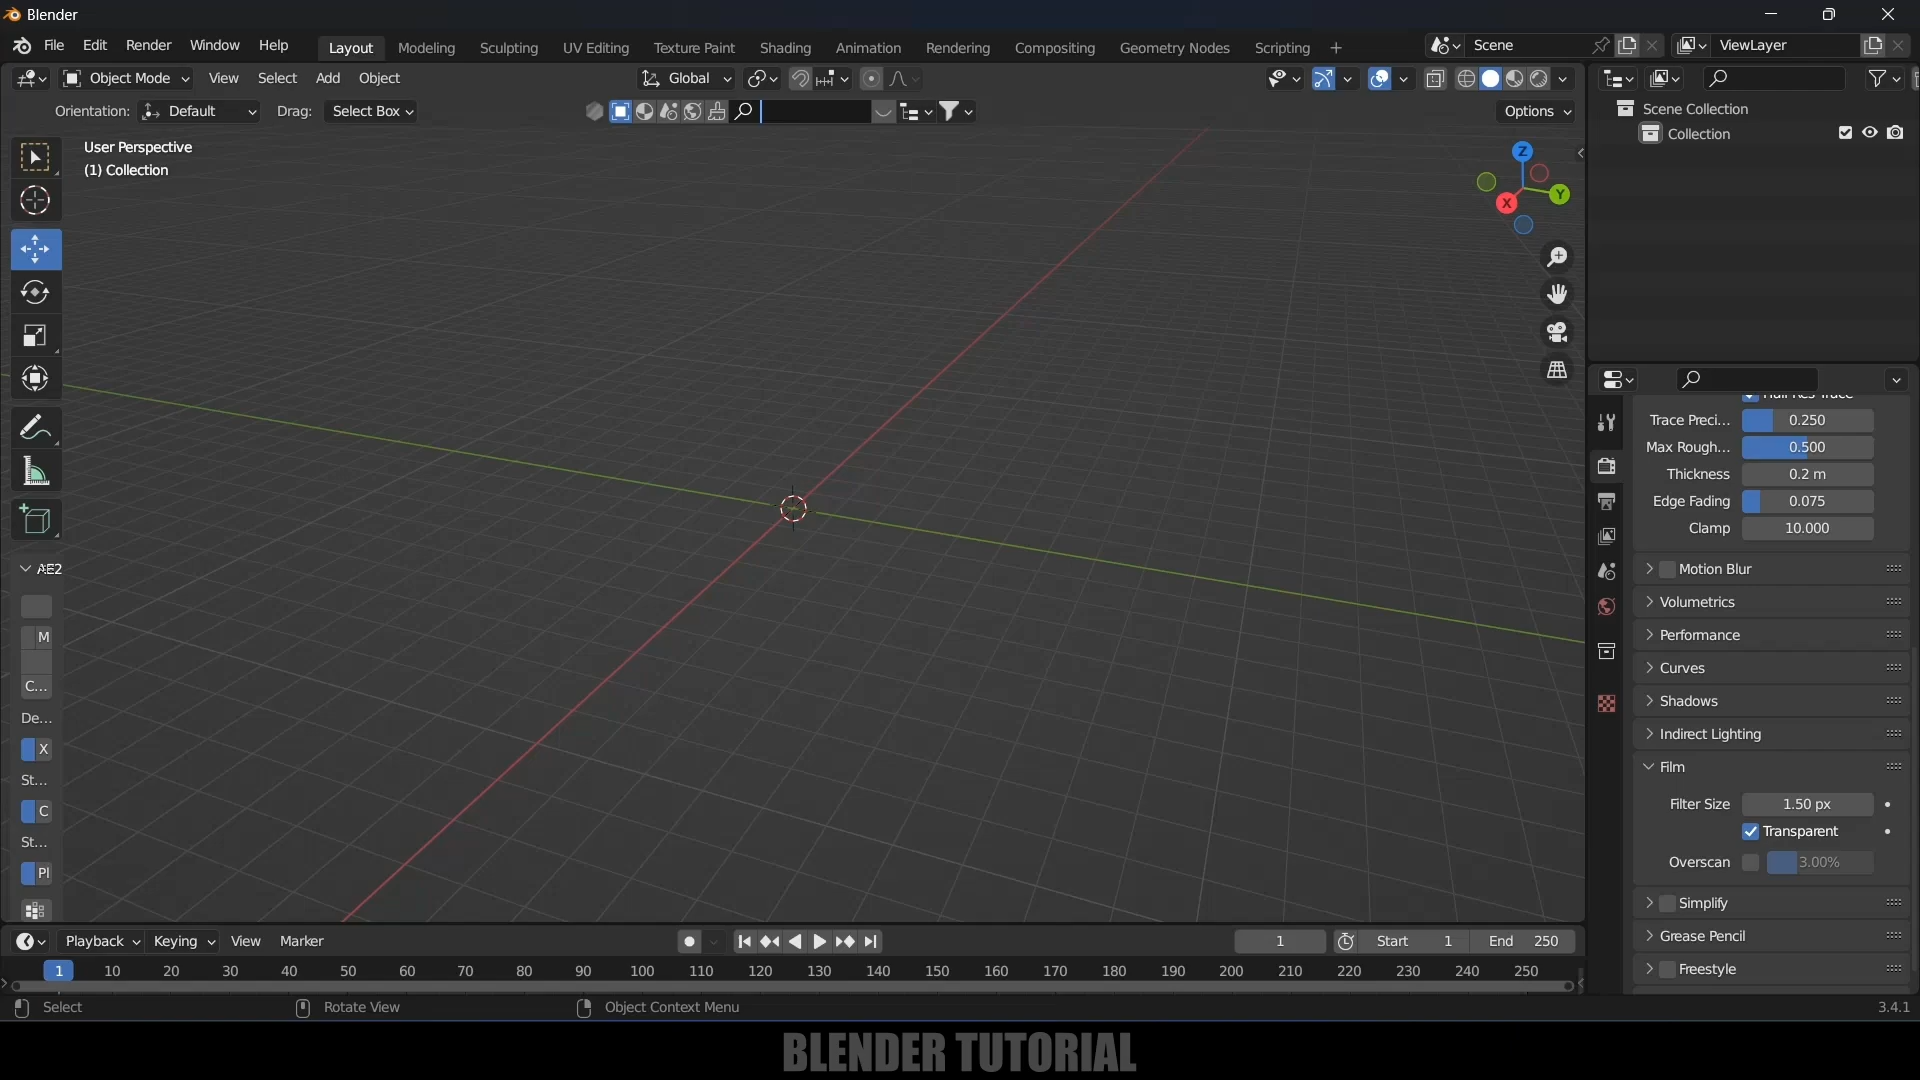 Blender
File Edit Render Window Help Layout Modeling Sculpting UV Editing Texture Paint Shading Animation Rendering Compositing Geometry Nodes Scripting + Scene ViewLayer
Object Mode View Select Add Object Global
Orientation: Default Drag: Select Box Options
Scene Collection
Collection
User Perspective
(1) Collection
Z
Y
X
Half Res Trace
Trace Preci... 0.250
Max Rough... 0.500
Thickness 0.2 m
Edge Fading 0.075
Clamp 10.000
Motion Blur
Volumetrics
Performance
Curves
Shadows
Indirect Lighting
Film
Filter Size 1.50 px
Transparent
Overscan 3.00%
Simplify
Grease Pencil
Freestyle
M
C...
De...
X
St...
C
St...
Pl
Playback Keying View Marker 1 Start 1 End 250
1 10 20 30 40 50 60 70 80 90 100 110 120 130 140 150 160 170 180 190 200 210 220 230 240 250
Select Rotate View Object Context Menu 3.4.1
BLENDER TUTORIAL